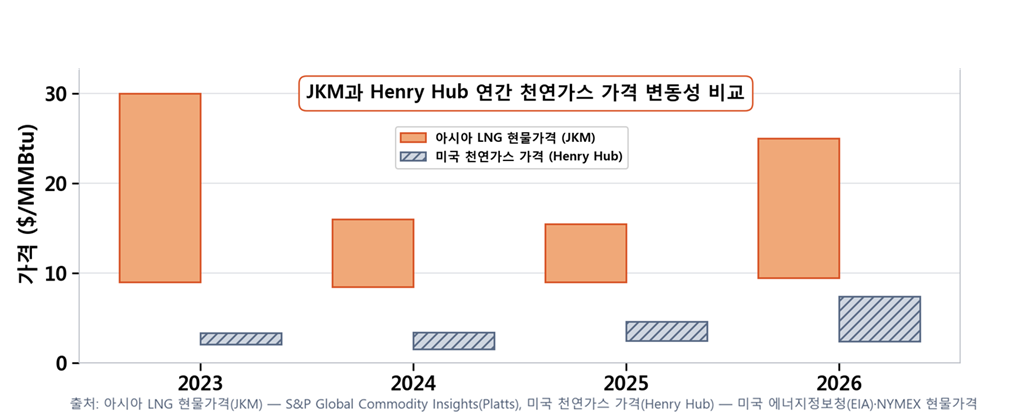 JKM과 Henry Hub 연간 천연가스 가격 변동성 비교
아시아 LNG 현물가격 (JKM)
미국 천연가스 가격 (Henry Hub)
가격 ($/MMBtu)
30
20
10
0
2023 2024 2025 2026
출처: 아시아 LNG 현물가격(JKM) — S&P Global Commodity Insights(Platts), 미국 천연가스 가격(Henry Hub) — 미국 에너지정보청(EIA)·NYMEX 현물가격